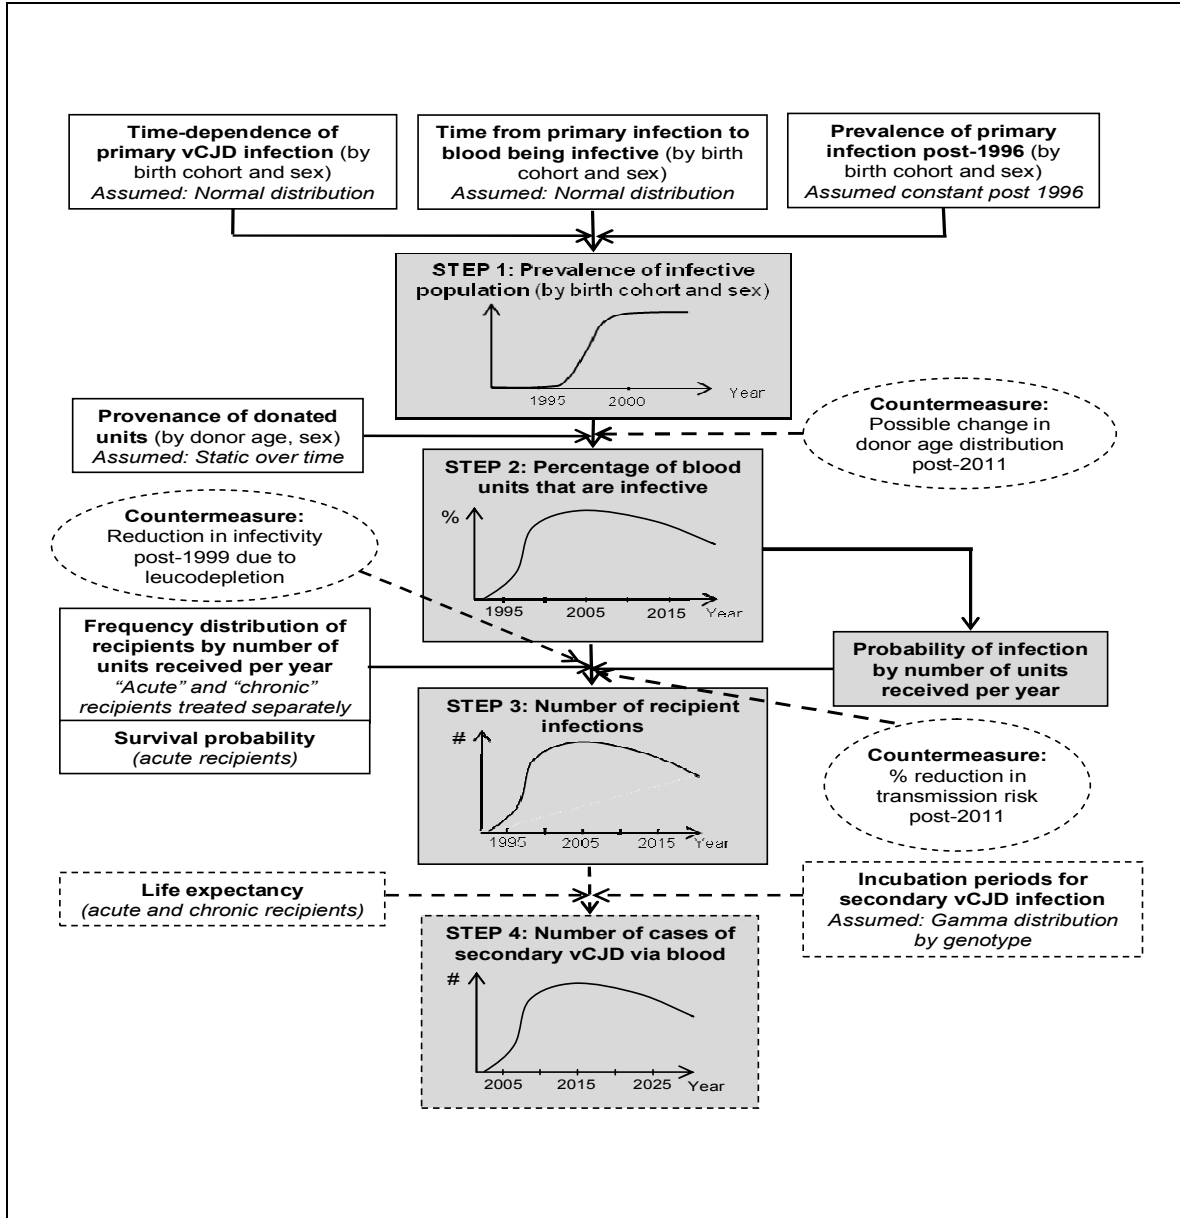 Time-dependence of
primary vCJD infection (by
birth cohort and sex)
Assumed: Normal distribution
Time from primary infection to
blood being infective (by birth
cohort and sex)
Assumed: Normal distribution
Prevalence of primary
infection post-1996 (by
birth cohort and sex)
Assumed constant post 1996
STEP 1: Prevalence of infective
population (by birth cohort and sex)
1995 2000 Year
Provenance of donated
units (by donor age, sex)
Assumed: Static over time
Countermeasure:
Possible change in
donor age distribution
post-2011
STEP 2: Percentage of blood
units that are infective
%
1995 2005 2015 Year
Countermeasure:
Reduction in infectivity
post-1999 due to
leucodepletion
Frequency distribution of
recipients by number of
units received per year
“Acute” and “chronic”
recipients treated separately
Survival probability
(acute recipients)
Probability of infection
by number of units
received per year
STEP 3: Number of recipient
infections
#
1995 2005 2015 Year
Countermeasure:
% reduction in
transmission risk
post-2011
Life expectancy
(acute and chronic recipients)
Incubation periods for
secondary vCJD infection
Assumed: Gamma distribution
by genotype
STEP 4: Number of cases of
secondary vCJD via blood
#
2005 2015 2025 Year